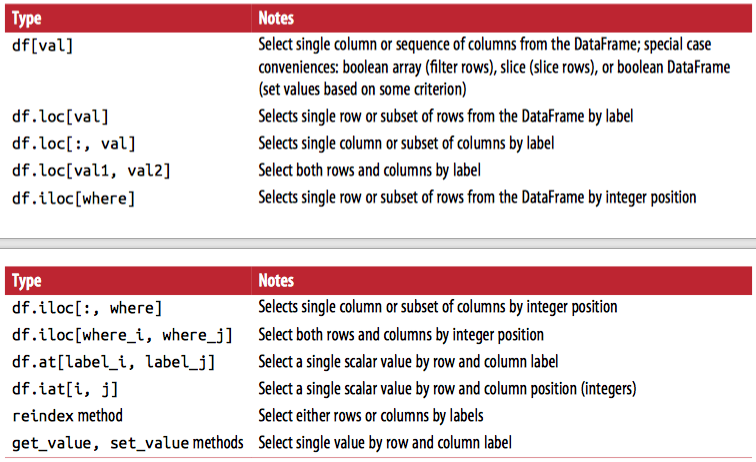 Type Notes
df[val] Select single column or sequence of columns from the DataFrame; special case
conveniences: boolean array (filter rows), slice (slice rows), or boolean DataFrame
(set values based on some criterion)
df.loc[val] Selects single row or subset of rows from the DataFrame by label
df.loc[:, val] Selects single column or subset of columns by label
df.loc[val1, val2] Select both rows and columns by label
df.iloc[where] Selects single row or subset of rows from the DataFrame by integer position
Type Notes
df.iloc[:, where] Selects single column or subset of columns by integer position
df.iloc[where_i, where_j] Select both rows and columns by integer position
df.at[label_i, label_j] Select a single scalar value by row and column label
df.iat[i, j] Select a single scalar value by row and column position (integers)
reindex method Select either rows or columns by labels
get_value, set_value methods Select single value by row and column label